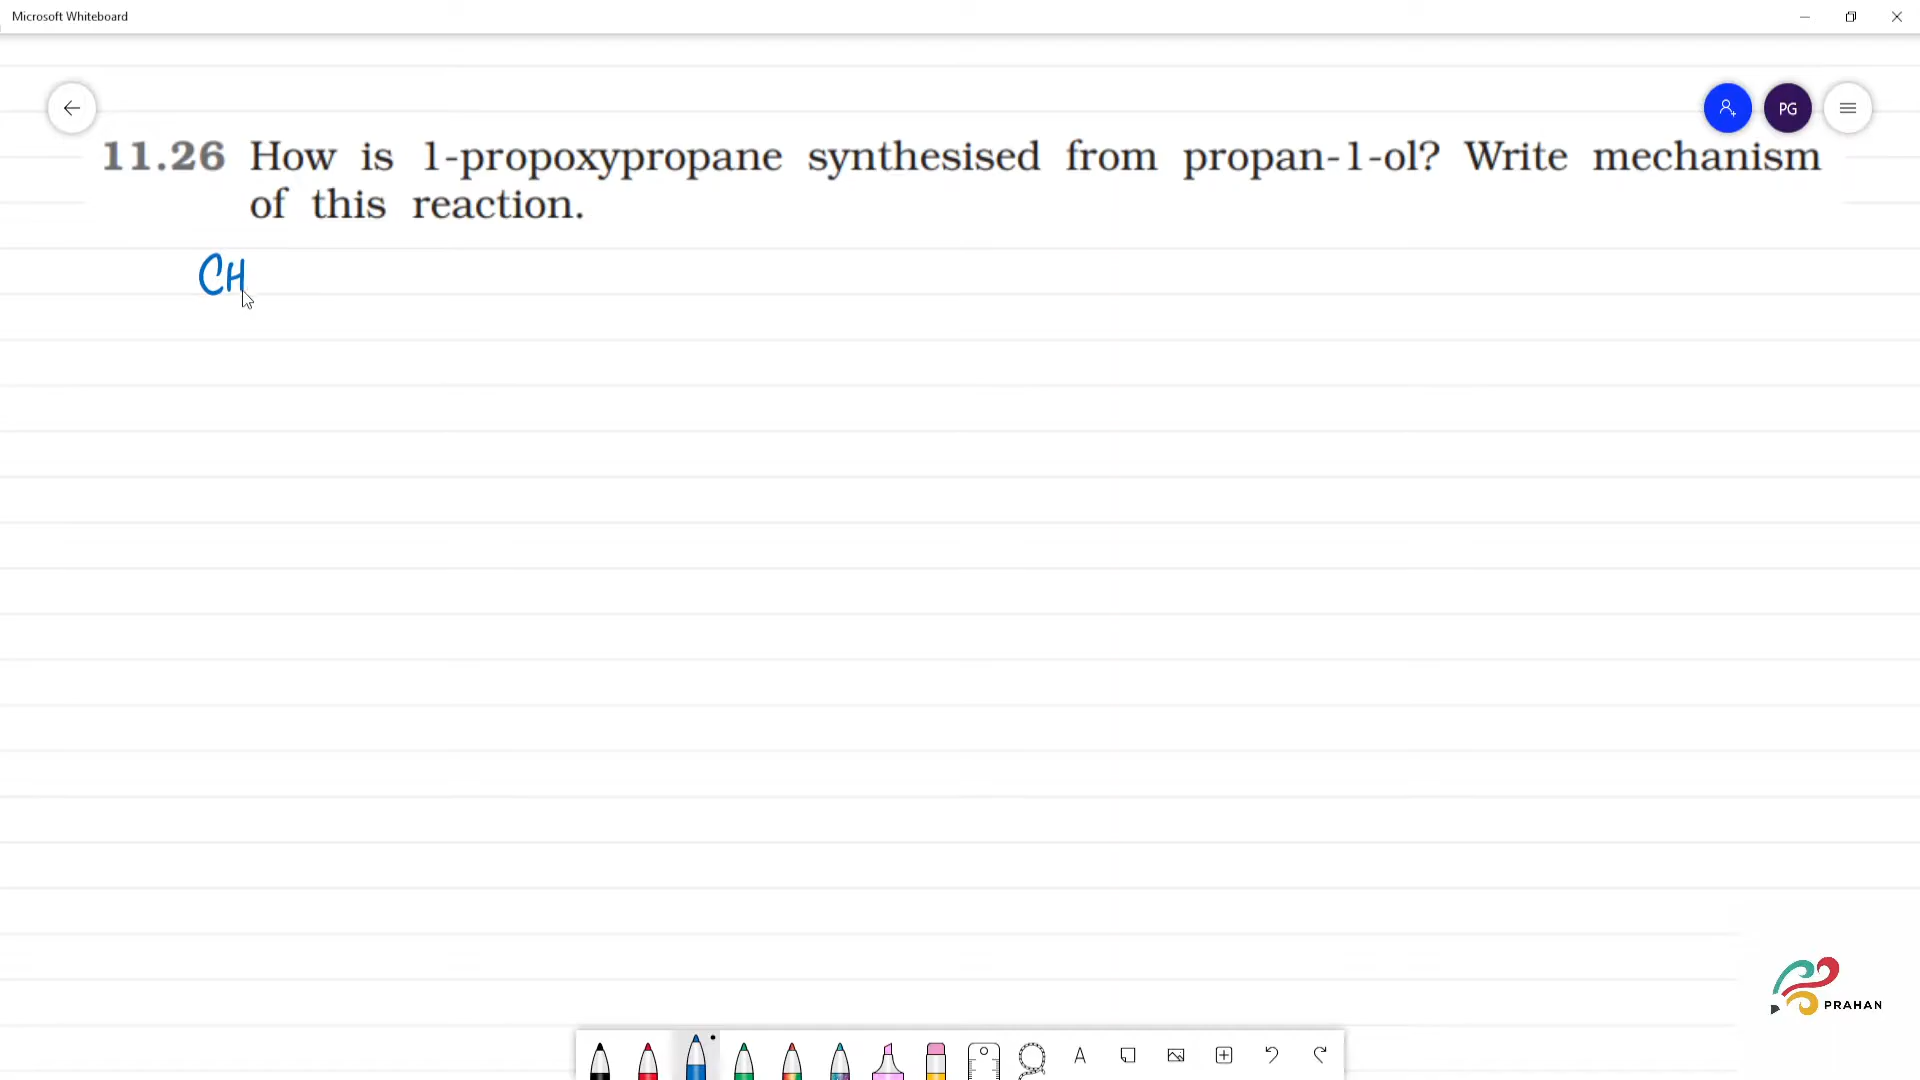 Microsoft Whiteboard
PG
11.26 How is 1-propoxypropane synthesised from propan-1-ol? Write mechanism
of this reaction.
CH
PRAHAN
A